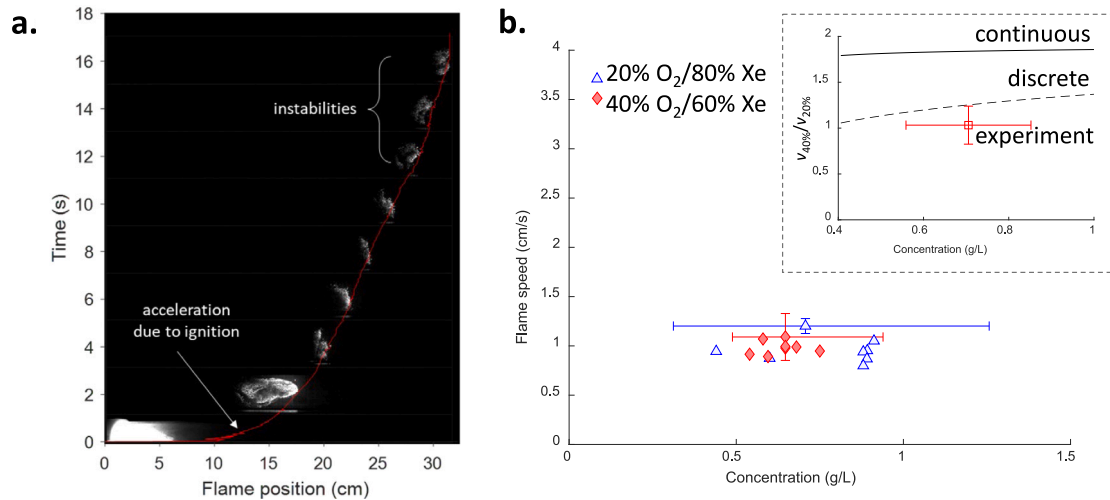 a.
18
16
14
12
10
8
6
4
2
0
Time (s)
instabilities
acceleration
due to ignition
0
5
10
15
20
25
30
Flame position (cm)
b.
4
3.5
3
2.5
2
1.5
1
0.5
0
Flame speed (cm/s)
20% O₂/80% Xe
40% O₂/60% Xe
0
0.5
1
1.5
Concentration (g/L)
2
1.5
1
0.5
0
v₄₀%/v₂₀%
continuous
discrete
experiment
0.4
0.6
0.8
1
Concentration (g/L)